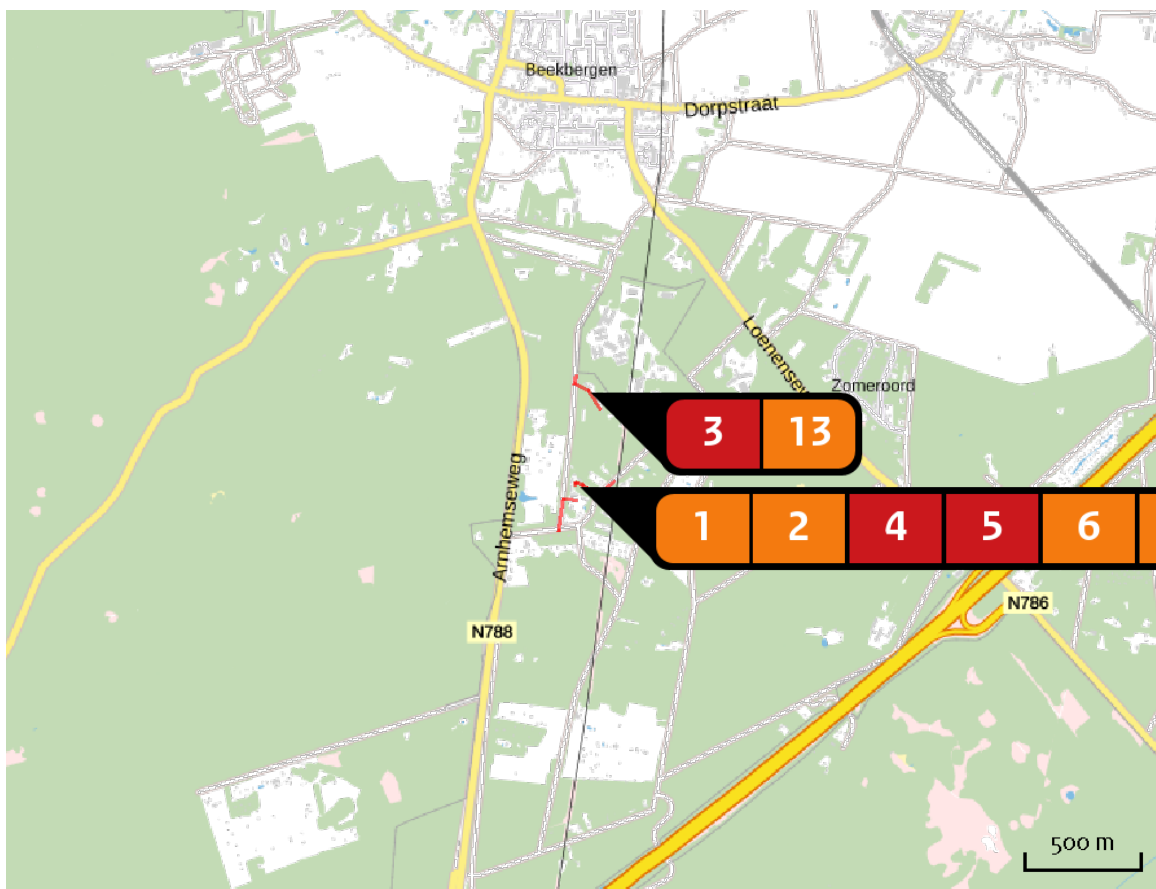 Beekbergen
Dorpstraat
Loenensew
Zomeroord
3 13
Arnhemseweg
1 2 4 5 6
N786
N788
500 m